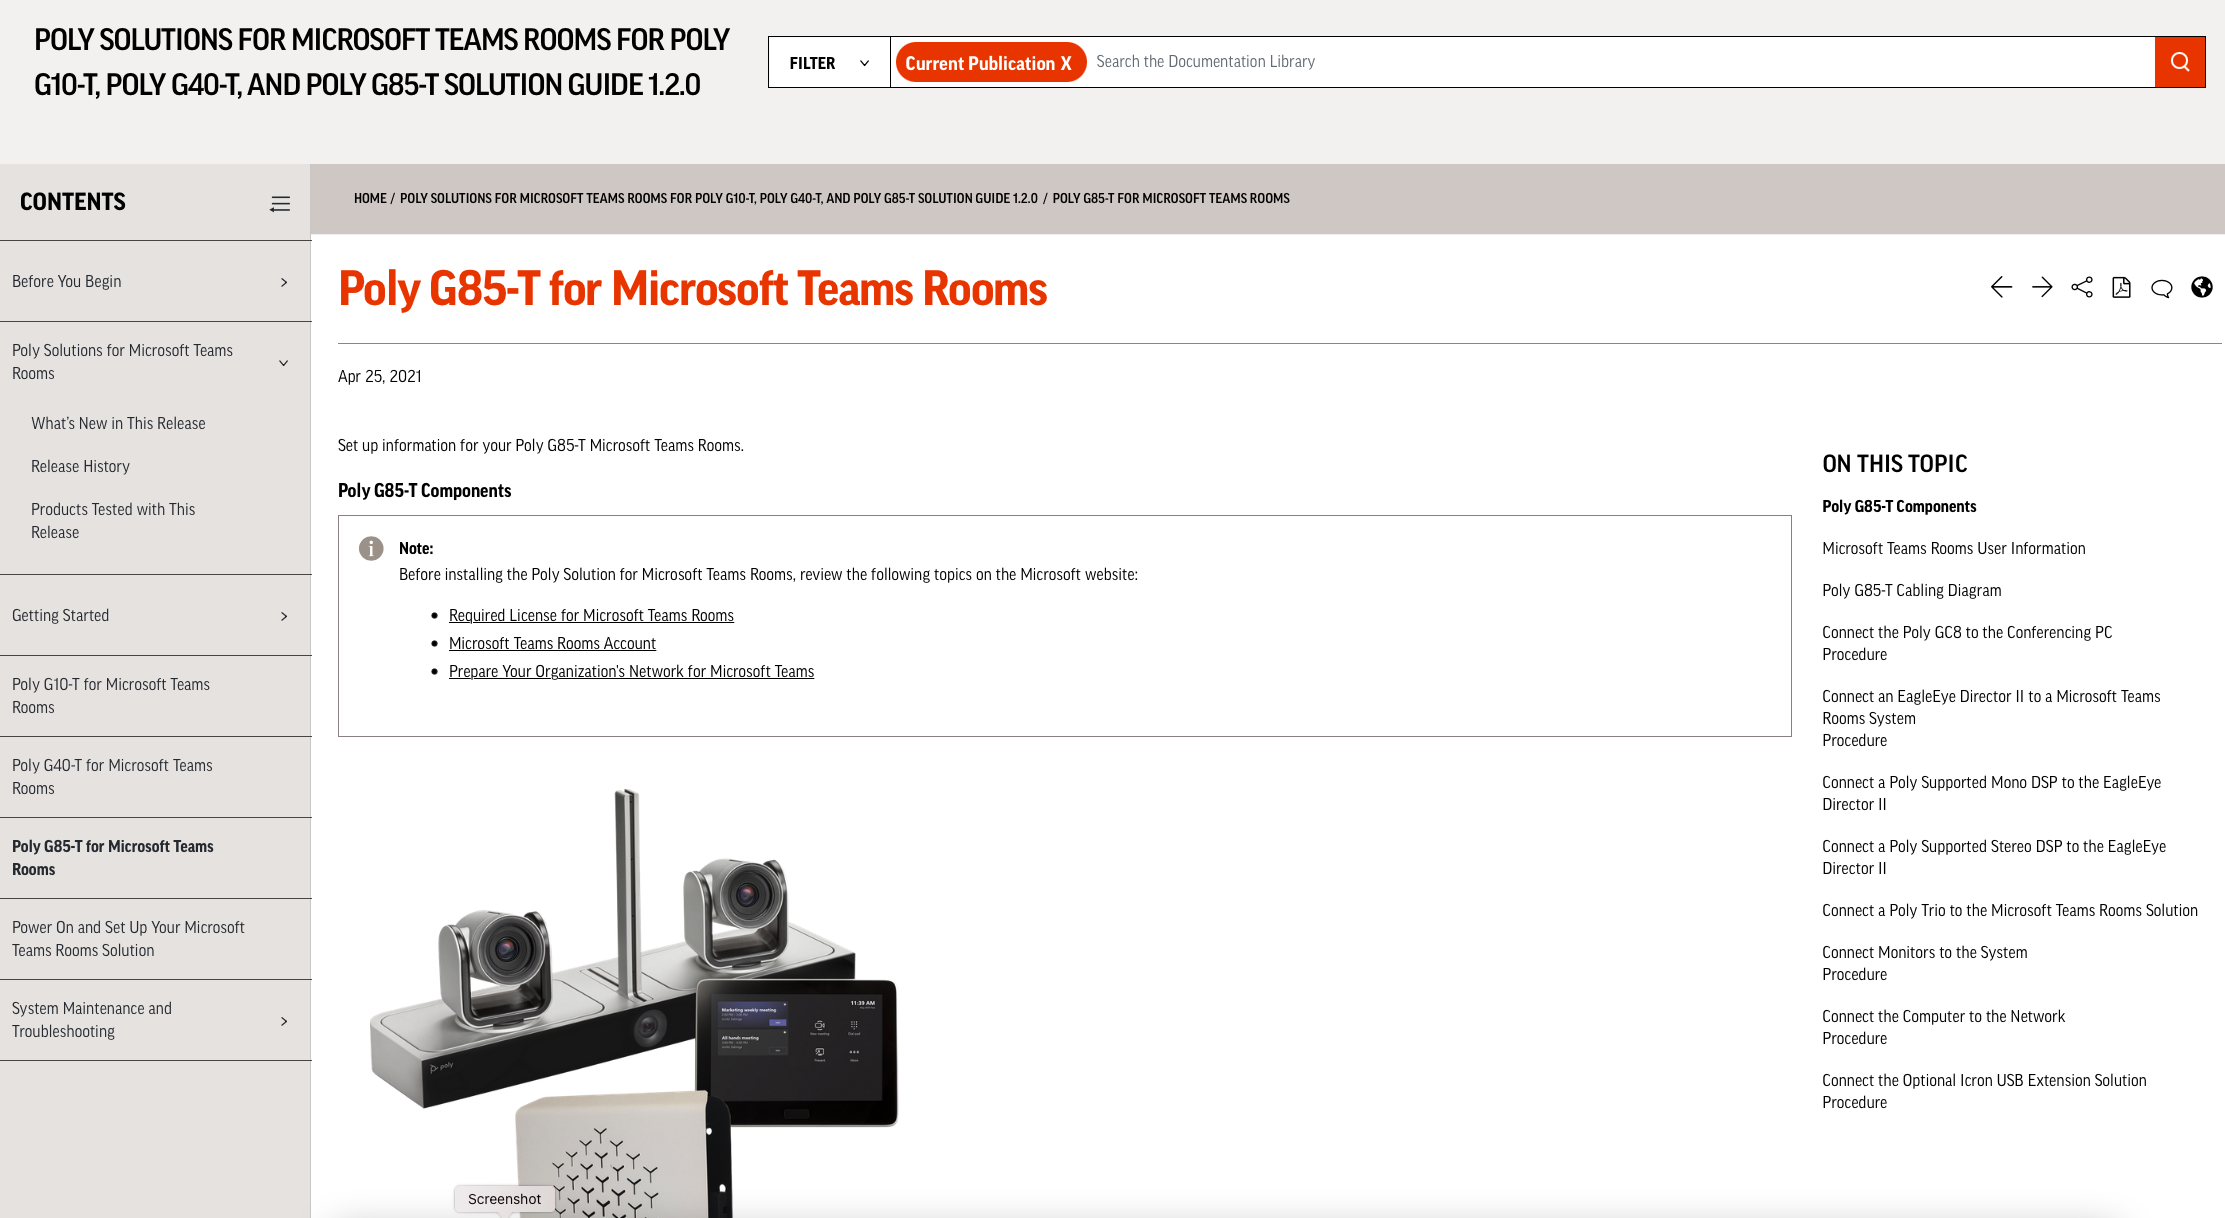 POLY SOLUTIONS FOR MICROSOFT TEAMS ROOMS FOR POLY
G10-T, POLY G40-T, AND POLY G85-T SOLUTION GUIDE 1.2.0
FILTER
Current Publication X
Search the Documentation Library
CONTENTS
Before You Begin
Poly Solutions for Microsoft Teams
Rooms
What's New in This Release
Release History
Products Tested with This
Release
Getting Started
Poly G10-T for Microsoft Teams
Rooms
Poly G40-T for Microsoft Teams
Rooms
Poly G85-T for Microsoft Teams
Rooms
Power On and Set Up Your Microsoft
Teams Rooms Solution
System Maintenance and
Troubleshooting
HOME / POLY SOLUTIONS FOR MICROSOFT TEAMS ROOMS FOR POLY G10-T, POLY G40-T, AND POLY G85-T SOLUTION GUIDE 1.2.0 / POLY G85-T FOR MICROSOFT TEAMS ROOMS
Poly G85-T for Microsoft Teams Rooms
Apr 25, 2021
Set up information for your Poly G85-T Microsoft Teams Rooms.
Poly G85-T Components
Note:
Before installing the Poly Solution for Microsoft Teams Rooms, review the following topics on the Microsoft website:
• Required License for Microsoft Teams Rooms
• Microsoft Teams Rooms Account
• Prepare Your Organization's Network for Microsoft Teams
poly
11:39 AM
Marketing weekly meeting
All hands meeting
Screenshot
ON THIS TOPIC
Poly G85-T Components
Microsoft Teams Rooms User Information
Poly G85-T Cabling Diagram
Connect the Poly GC8 to the Conferencing PC
Procedure
Connect an EagleEye Director II to a Microsoft Teams
Rooms System
Procedure
Connect a Poly Supported Mono DSP to the EagleEye
Director II
Connect a Poly Supported Stereo DSP to the EagleEye
Director II
Connect a Poly Trio to the Microsoft Teams Rooms Solution
Connect Monitors to the System
Procedure
Connect the Computer to the Network
Procedure
Connect the Optional Icron USB Extension Solution
Procedure